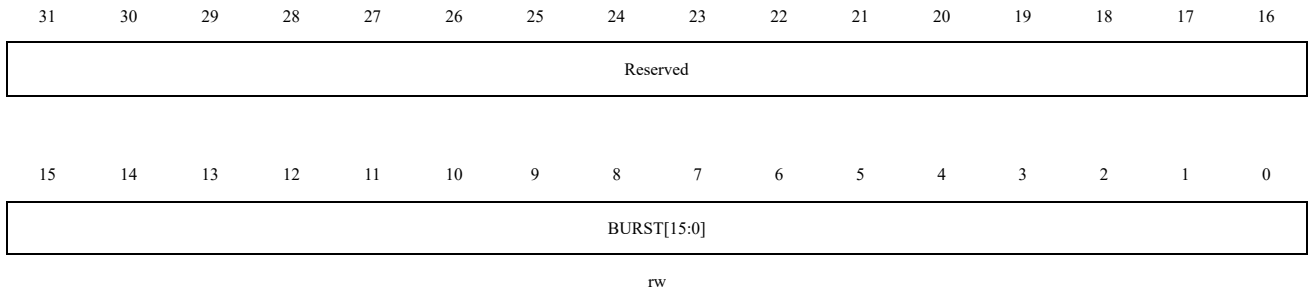 31 30 29 28 27 26 25 24 23 22 21 20 19 18 17 16
Reserved
15 14 13 12 11 10 9 8 7 6 5 4 3 2 1 0
BURST[15:0]
rw